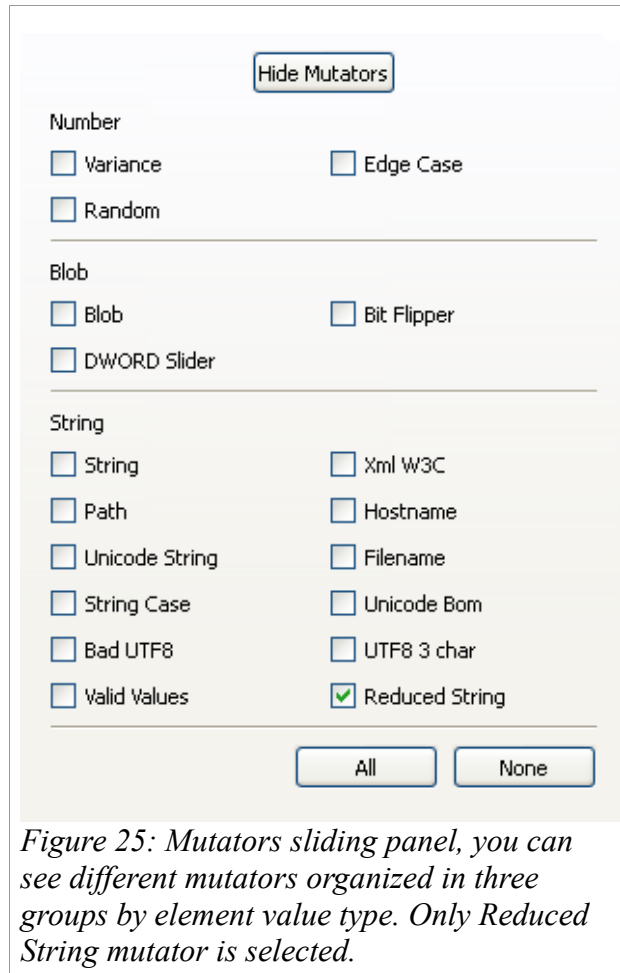 Hide Mutators
Number
Variance Edge Case
Random
Blob
Blob Bit Flipper
DWORD Slider
String
String Xml W3C
Path Hostname
Unicode String Filename
String Case Unicode Bom
Bad UTF8 UTF8 3 char
Valid Values Reduced String
All None
Figure 25: Mutators sliding panel, you can
see different mutators organized in three
groups by element value type. Only Reduced
String mutator is selected.